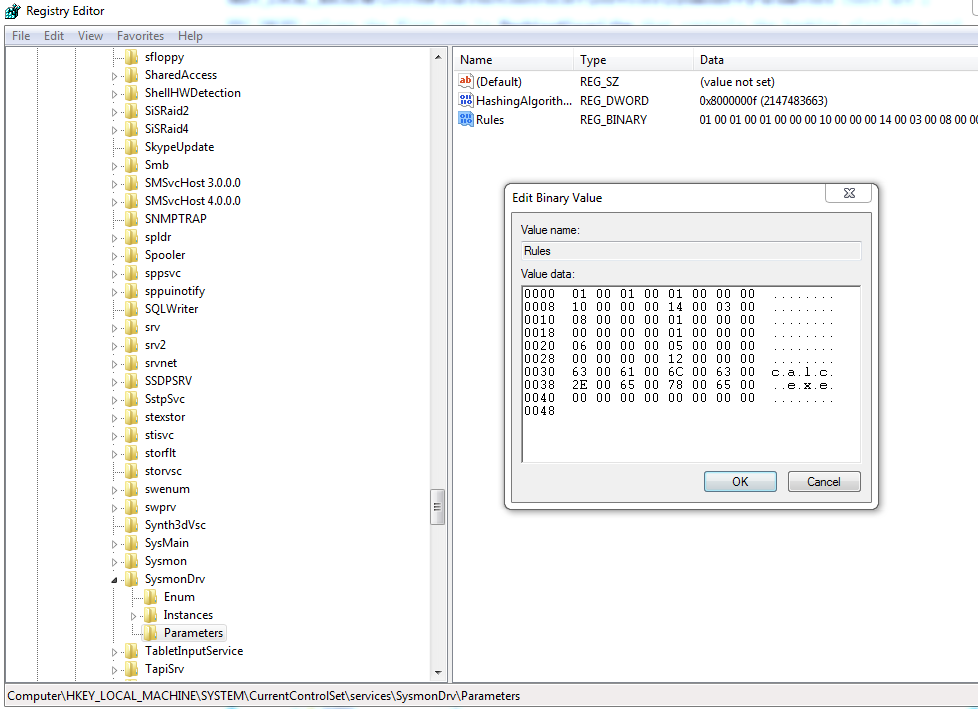 Registry Editor
File Edit View Favorites Help
sfloppy
SharedAccess
ShellHWDetection
SiSRaid2
SiSRaid4
SkypeUpdate
Smb
SMSvcHost 3.0.0.0
SMSvcHost 4.0.0.0
SNMPTRAP
spldr
Spooler
sppsvc
sppuinotify
SQLWriter
srv
srv2
srvnet
SSDPSRV
SstpSvc
stexstor
stisvc
storflt
storvsc
swenum
swprv
Synth3dVsc
SysMain
Sysmon
SysmonDrv
Enum
Instances
Parameters
TabletInputService
TapiSrv
Name Type Data
(Default) REG_SZ (value not set)
HashingAlgorith... REG_DWORD 0x8000000f (2147483663)
Rules REG_BINARY 01 00 01 00 01 00 00 00 10 00 00 00 14 00 03 00 08 00 00
Edit Binary Value
Value name:
Rules
Value data:
0000 01 00 01 00 01 00 00 00 ........
0008 10 00 00 00 14 00 03 00 ........
0010 08 00 00 00 01 00 00 00 ........
0018 00 00 00 00 01 00 00 00 ........
0020 06 00 00 00 05 00 00 00 ........
0028 00 00 00 00 12 00 00 00 ........
0030 63 00 61 00 6C 00 63 00 c.a.l.c.
0038 2E 00 65 00 78 00 65 00 ..e.x.e.
0040 00 00 00 00 00 00 00 00 ........
0048
OK Cancel
Computer\HKEY_LOCAL_MACHINE\SYSTEM\CurrentControlSet\services\SysmonDrv\Parameters